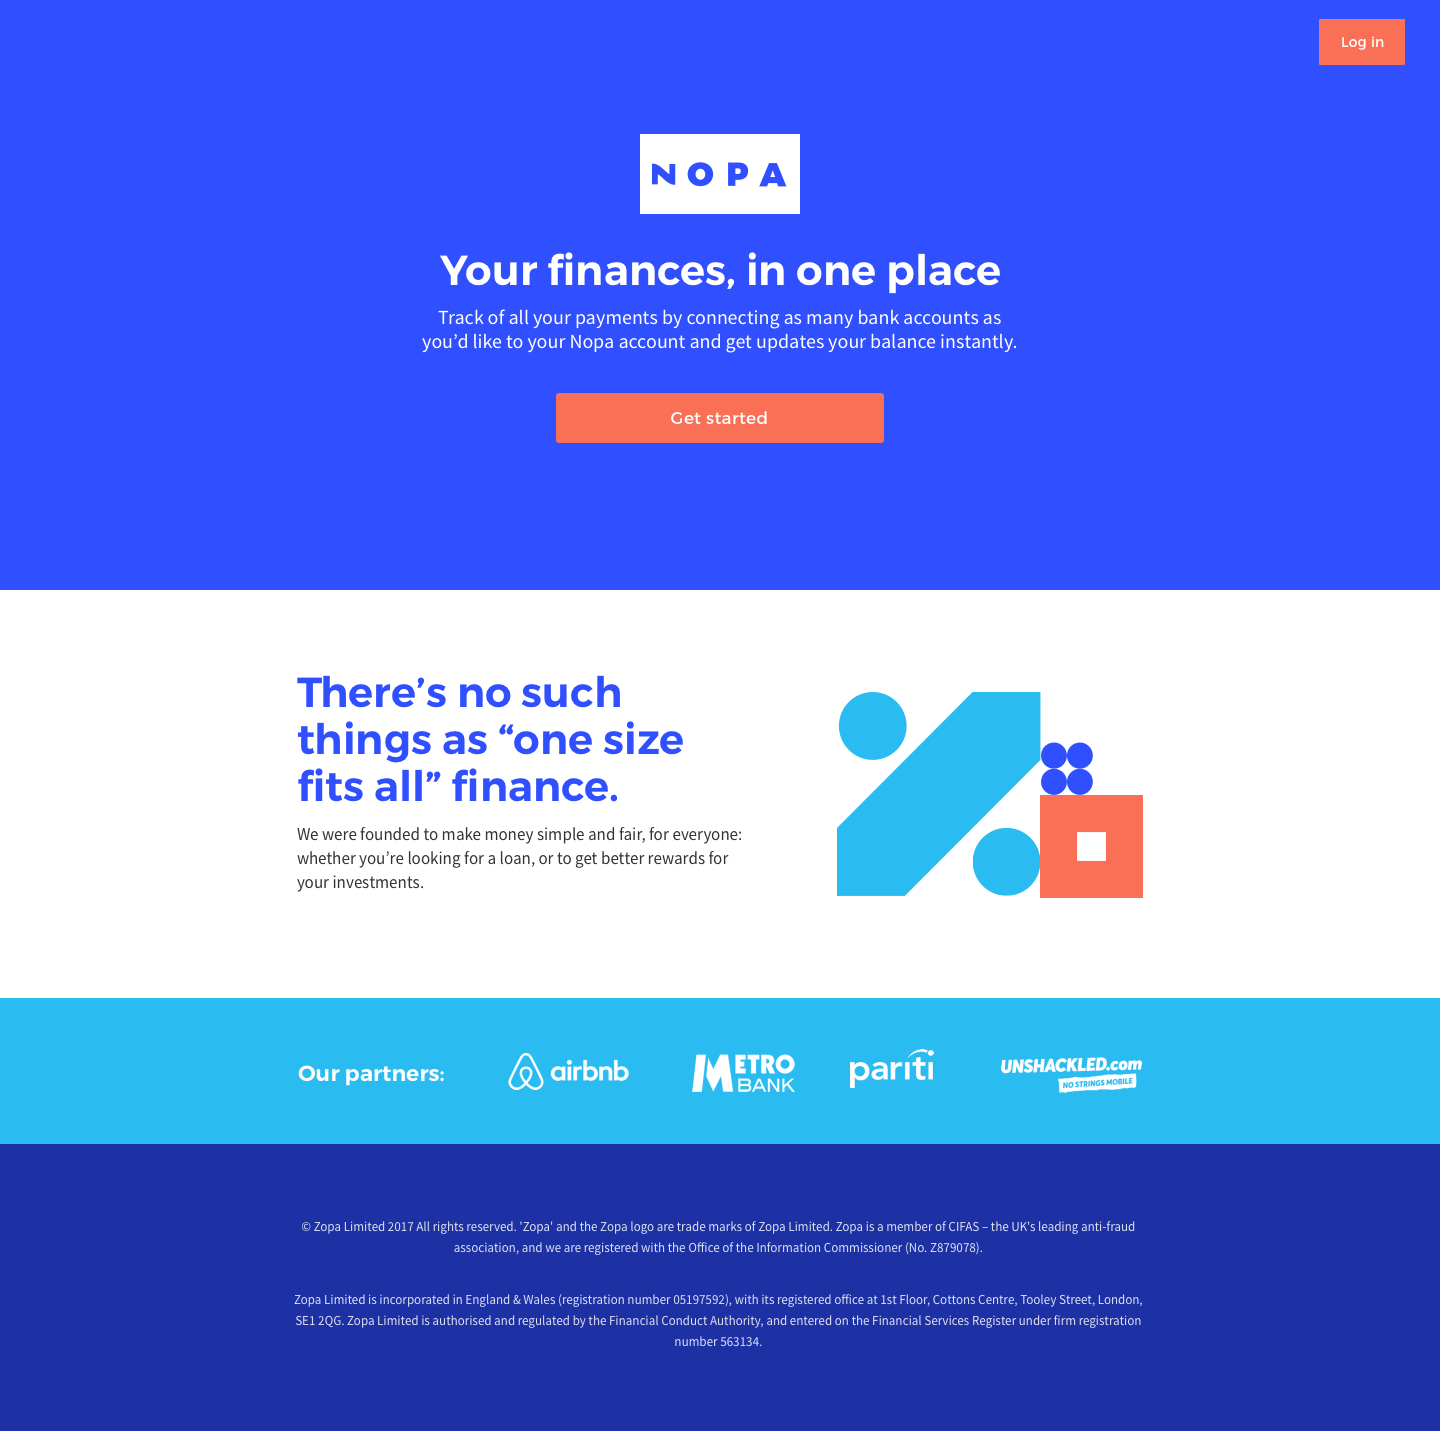 Log in
NOPA
Your finances, in one place
Track of all your payments by connecting as many bank accounts as
you’d like to your Nopa account and get updates your balance instantly.
Get started
There’s no such
things as “one size
fits all” finance.
We were founded to make money simple and fair, for everyone:
whether you’re looking for a loan, or to get better rewards for
your investments.
Our partners:
airbnb
METRO
BANK
pariti
UNSHACKLED.com
NO STRINGS MOBILE
© Zopa Limited 2017 All rights reserved. 'Zopa' and the Zopa logo are trade marks of Zopa Limited. Zopa is a member of CIFAS – the UK's leading anti-fraud
association, and we are registered with the Office of the Information Commissioner (No. Z879078).
Zopa Limited is incorporated in England & Wales (registration number 05197592), with its registered office at 1st Floor, Cottons Centre, Tooley Street, London,
SE1 2QG. Zopa Limited is authorised and regulated by the Financial Conduct Authority, and entered on the Financial Services Register under firm registration
number 563134.